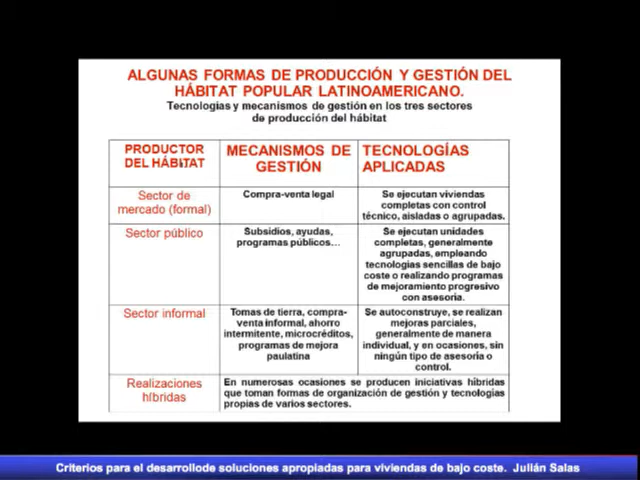 ALGUNAS FORMAS DE PRODUCCIÓN Y GESTIÓN DEL
HÁBITAT POPULAR LATINOAMERICANO.
Tecnologías y mecanismos de gestión en los tres sectores
de producción del hábitat
PRODUCTOR
DEL HÁBITAT
MECANISMOS DE
GESTIÓN
TECNOLOGÍAS
APLICADAS
Sector de
mercado (formal)
Compra-venta legal
Se ejecutan viviendas
completas con control
técnico, aisladas o agrupadas.
Sector público
Subsidios, ayudas,
programas públicos...
Se ejecutan unidades
completas, generalmente
agrupadas, empleando
tecnologías sencillas de bajo
coste o realizando programas
de mejoramiento progresivo
con asesoria.
Sector informal
Tomas de tierra, compra-
venta informal, ahorro
intermitente, microcréditos,
programas de mejora
paulatina
Se autoconstruye, se realizan
mejoras parciales,
generalmente de manera
individual, y en ocasiones, sin
ningún tipo de asesoría o
control.
Realizaciones
híbridas
En numerosas ocasiones se producen iniciativas híbridas
que toman formas de organización de gestión y tecnologías
propias de varios sectores.
Criterios para el desarrollode soluciones apropiadas para viviendas de bajo coste. Julián Salas